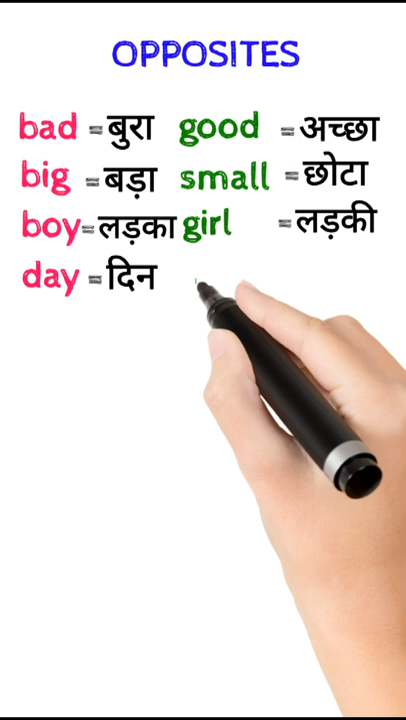 OPPOSITES
bad = बुरा good = अच्छा
big = बड़ा small = छोटा
boy = लड़का girl = लड़की
day = दिन